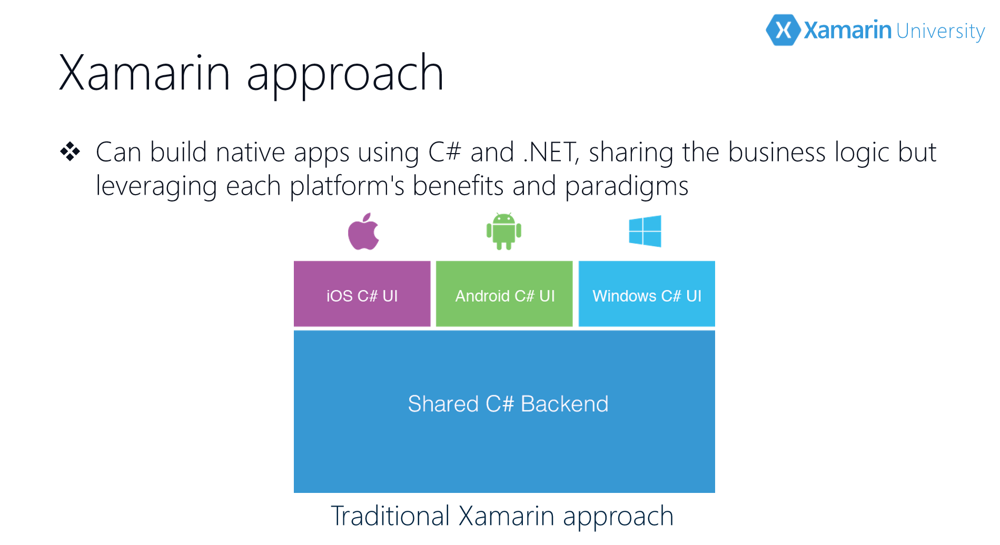 Xamarin University
Xamarin approach
❖ Can build native apps using C# and .NET, sharing the business logic but
leveraging each platform's benefits and paradigms
iOS C# UI
Android C# UI
Windows C# UI
Shared C# Backend
Traditional Xamarin approach